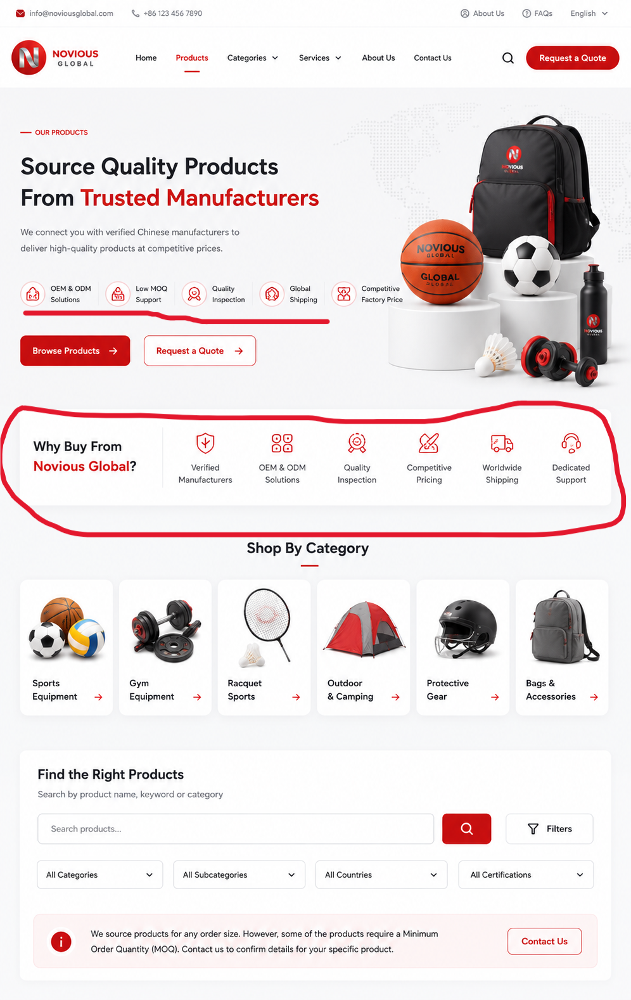 info@noviousglobal.com
+86 123 456 7890
About Us
FAQs
English
NOVIOUS
GLOBAL
Home
Products
Categories
Services
About Us
Contact Us
Request a Quote
OUR PRODUCTS
Source Quality Products
From Trusted Manufacturers
We connect you with verified Chinese manufacturers to
deliver high-quality products at competitive prices.
OEM & ODM
Solutions
Low MOQ
Support
Quality
Inspection
Global
Shipping
Competitive
Factory Price
Browse Products
Request a Quote
NOVIOUS
NOVIOUS
GLOBAL
GLOBAL
GLOBAL
NOVIOUS
Why Buy From
Novious Global?
Verified
Manufacturers
OEM & ODM
Solutions
Quality
Inspection
Competitive
Pricing
Worldwide
Shipping
Dedicated
Support
Shop By Category
Sports
Equipment
Gym
Equipment
Racquet
Sports
Outdoor
& Camping
Protective
Gear
Bags &
Accessories
Find the Right Products
Search by product name, keyword or category
Search products...
Filters
All Categories
All Subcategories
All Countries
All Certifications
We source products for any order size. However, some of the products require a Minimum
Order Quantity (MOQ). Contact us to confirm details for your specific product.
Contact Us